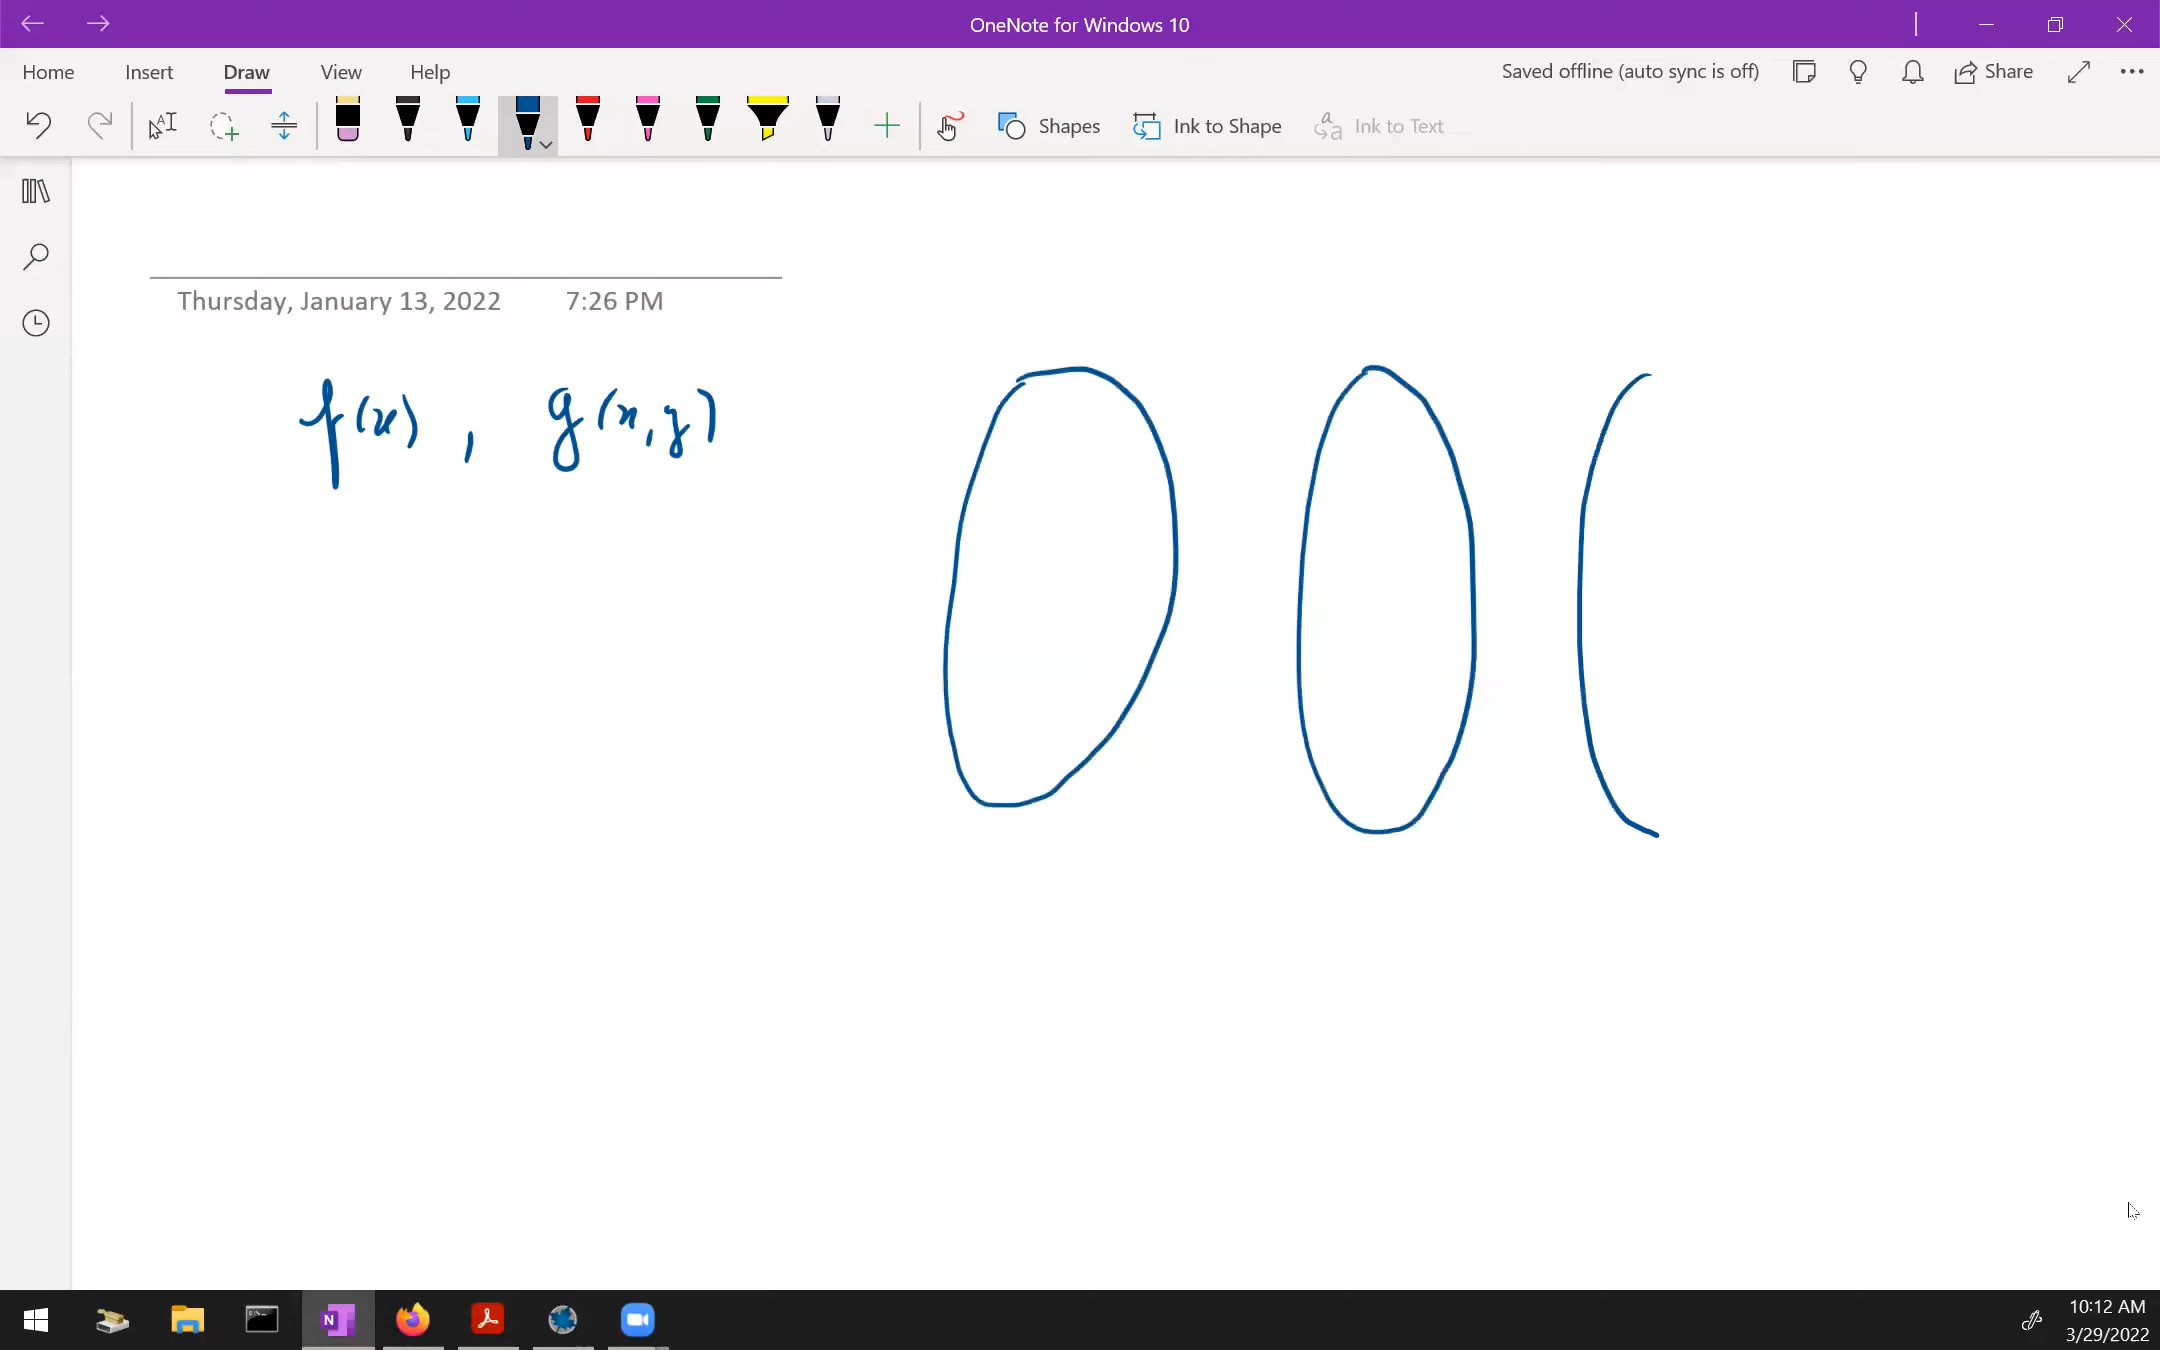 OneNote for Windows 10
Home Insert Draw View Help Saved offline (auto sync is off) Share
Shapes Ink to Shape Ink to Text
Thursday, January 13, 2022 7:26 PM
f(x) , g(x,y)
10:12 AM
3/29/2022